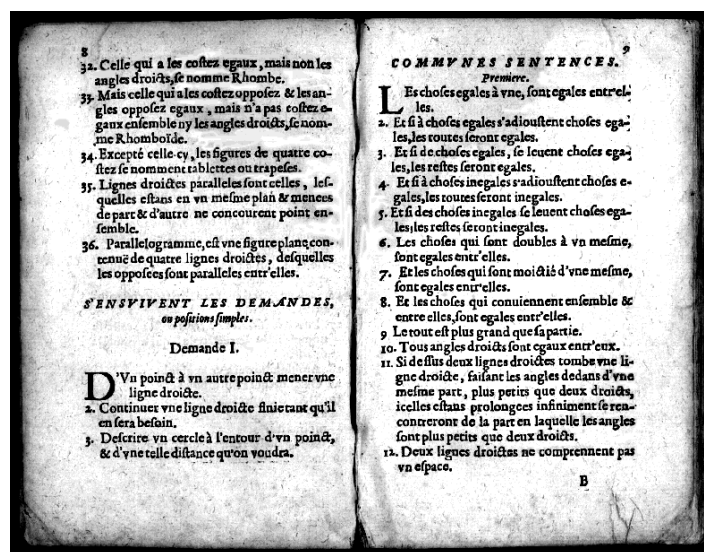 8
32. Celle qui a les costez egaux, mais non les
angles droicts, se nomme Rhombe.
33. Mais celle qui a les costez opposez & les an-
gles opposez egaux, mais n'a pas costez e-
gaux ensemble ny les angles droicts, se nom-
me Rhomboïde.
34. Excepté celle-cy, les figures de quatre co-
stez se nomment tablettes ou trapeses.
35. Lignes droictes paralleles sont celles, les-
quelles estans en vn mesme plan & menees
de part & d'autre ne concourent point en-
semble.
36. Parallelogramme, est vne figure plane, con-
tenuë de quatre lignes droictes, desquelles
les opposees sont paralleles entr'elles.
S'ENSVIVENT LES DEMANDES,
ou positions simples.
Demande I.
D'Vn poinct à vn autre poinct mener vne
ligne droicte.
2. Continuer vne ligne droicte finie tant qu'il
en sera besoin.
3. Descrire vn cercle à l'entour d'vn poinct,
& d'vne telle distance qu'on voudra.
9
COMMVNES SENTENCES.
Premiere.
LEs choses egales à vne, sont egales entr'el-
les.
2. Et si à choses egales s'adioustent choses ega-
les, les toutes seront egales.
3. Et si de choses egales, se leuent choses ega-
les, les restes seront egales.
4. Et si à choses inegales s'adioustent choses e-
gales, les toutes seront inegales.
5. Et si des choses inegales se leuent choses ega-
les, les restes seront inegales.
6. Les choses qui sont doubles à vn mesme,
sont egales entr'elles.
7. Et les choses qui sont moictié d'vne mesme,
sont egales entr'elles.
8. Et les choses qui conuiennent ensemble &
entre elles, sont egales entr'elles.
9 Le tout est plus grand que sa partie.
10. Tous angles droicts sont egaux entr'eux.
11. Si dessus deux lignes droictes tombe vne li-
gne droicte, faisant les angles dedans d'vne
mesme part, plus petits que deux droicts,
icelles estans prolongees infiniment se ren-
contreront de la part en laquelle les angles
sont plus petits que deux droicts.
12. Deux lignes droictes ne comprennent pas
vn espace.
B